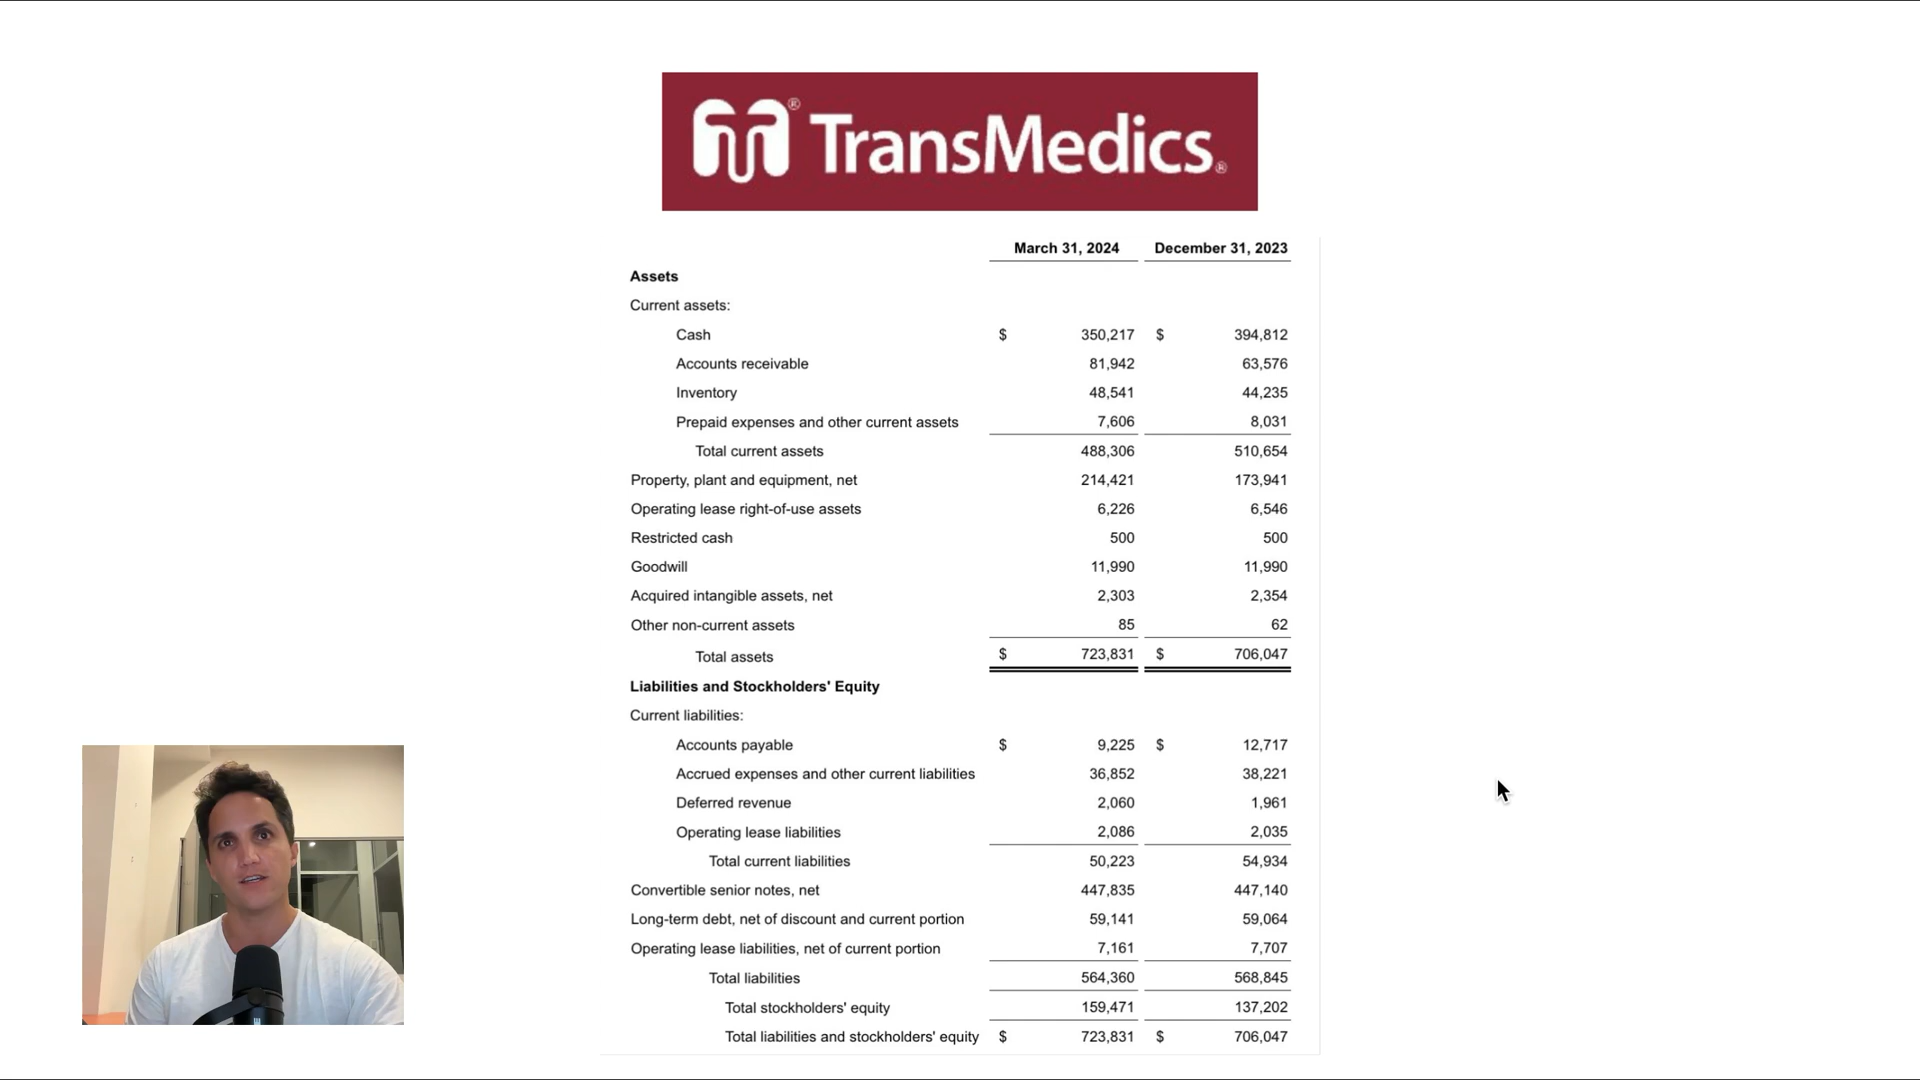 TransMedics®
March 31, 2024 December 31, 2023
Assets
Current assets:
Cash $ 350,217 $ 394,812
Accounts receivable 81,942 63,576
Inventory 48,541 44,235
Prepaid expenses and other current assets 7,606 8,031
Total current assets 488,306 510,654
Property, plant and equipment, net 214,421 173,941
Operating lease right-of-use assets 6,226 6,546
Restricted cash 500 500
Goodwill 11,990 11,990
Acquired intangible assets, net 2,303 2,354
Other non-current assets 85 62
Total assets $ 723,831 $ 706,047
Liabilities and Stockholders' Equity
Current liabilities:
Accounts payable $ 9,225 $ 12,717
Accrued expenses and other current liabilities 36,852 38,221
Deferred revenue 2,060 1,961
Operating lease liabilities 2,086 2,035
Total current liabilities 50,223 54,934
Convertible senior notes, net 447,835 447,140
Long-term debt, net of discount and current portion 59,141 59,064
Operating lease liabilities, net of current portion 7,161 7,707
Total liabilities 564,360 568,845
Total stockholders' equity 159,471 137,202
Total liabilities and stockholders' equity $ 723,831 $ 706,047